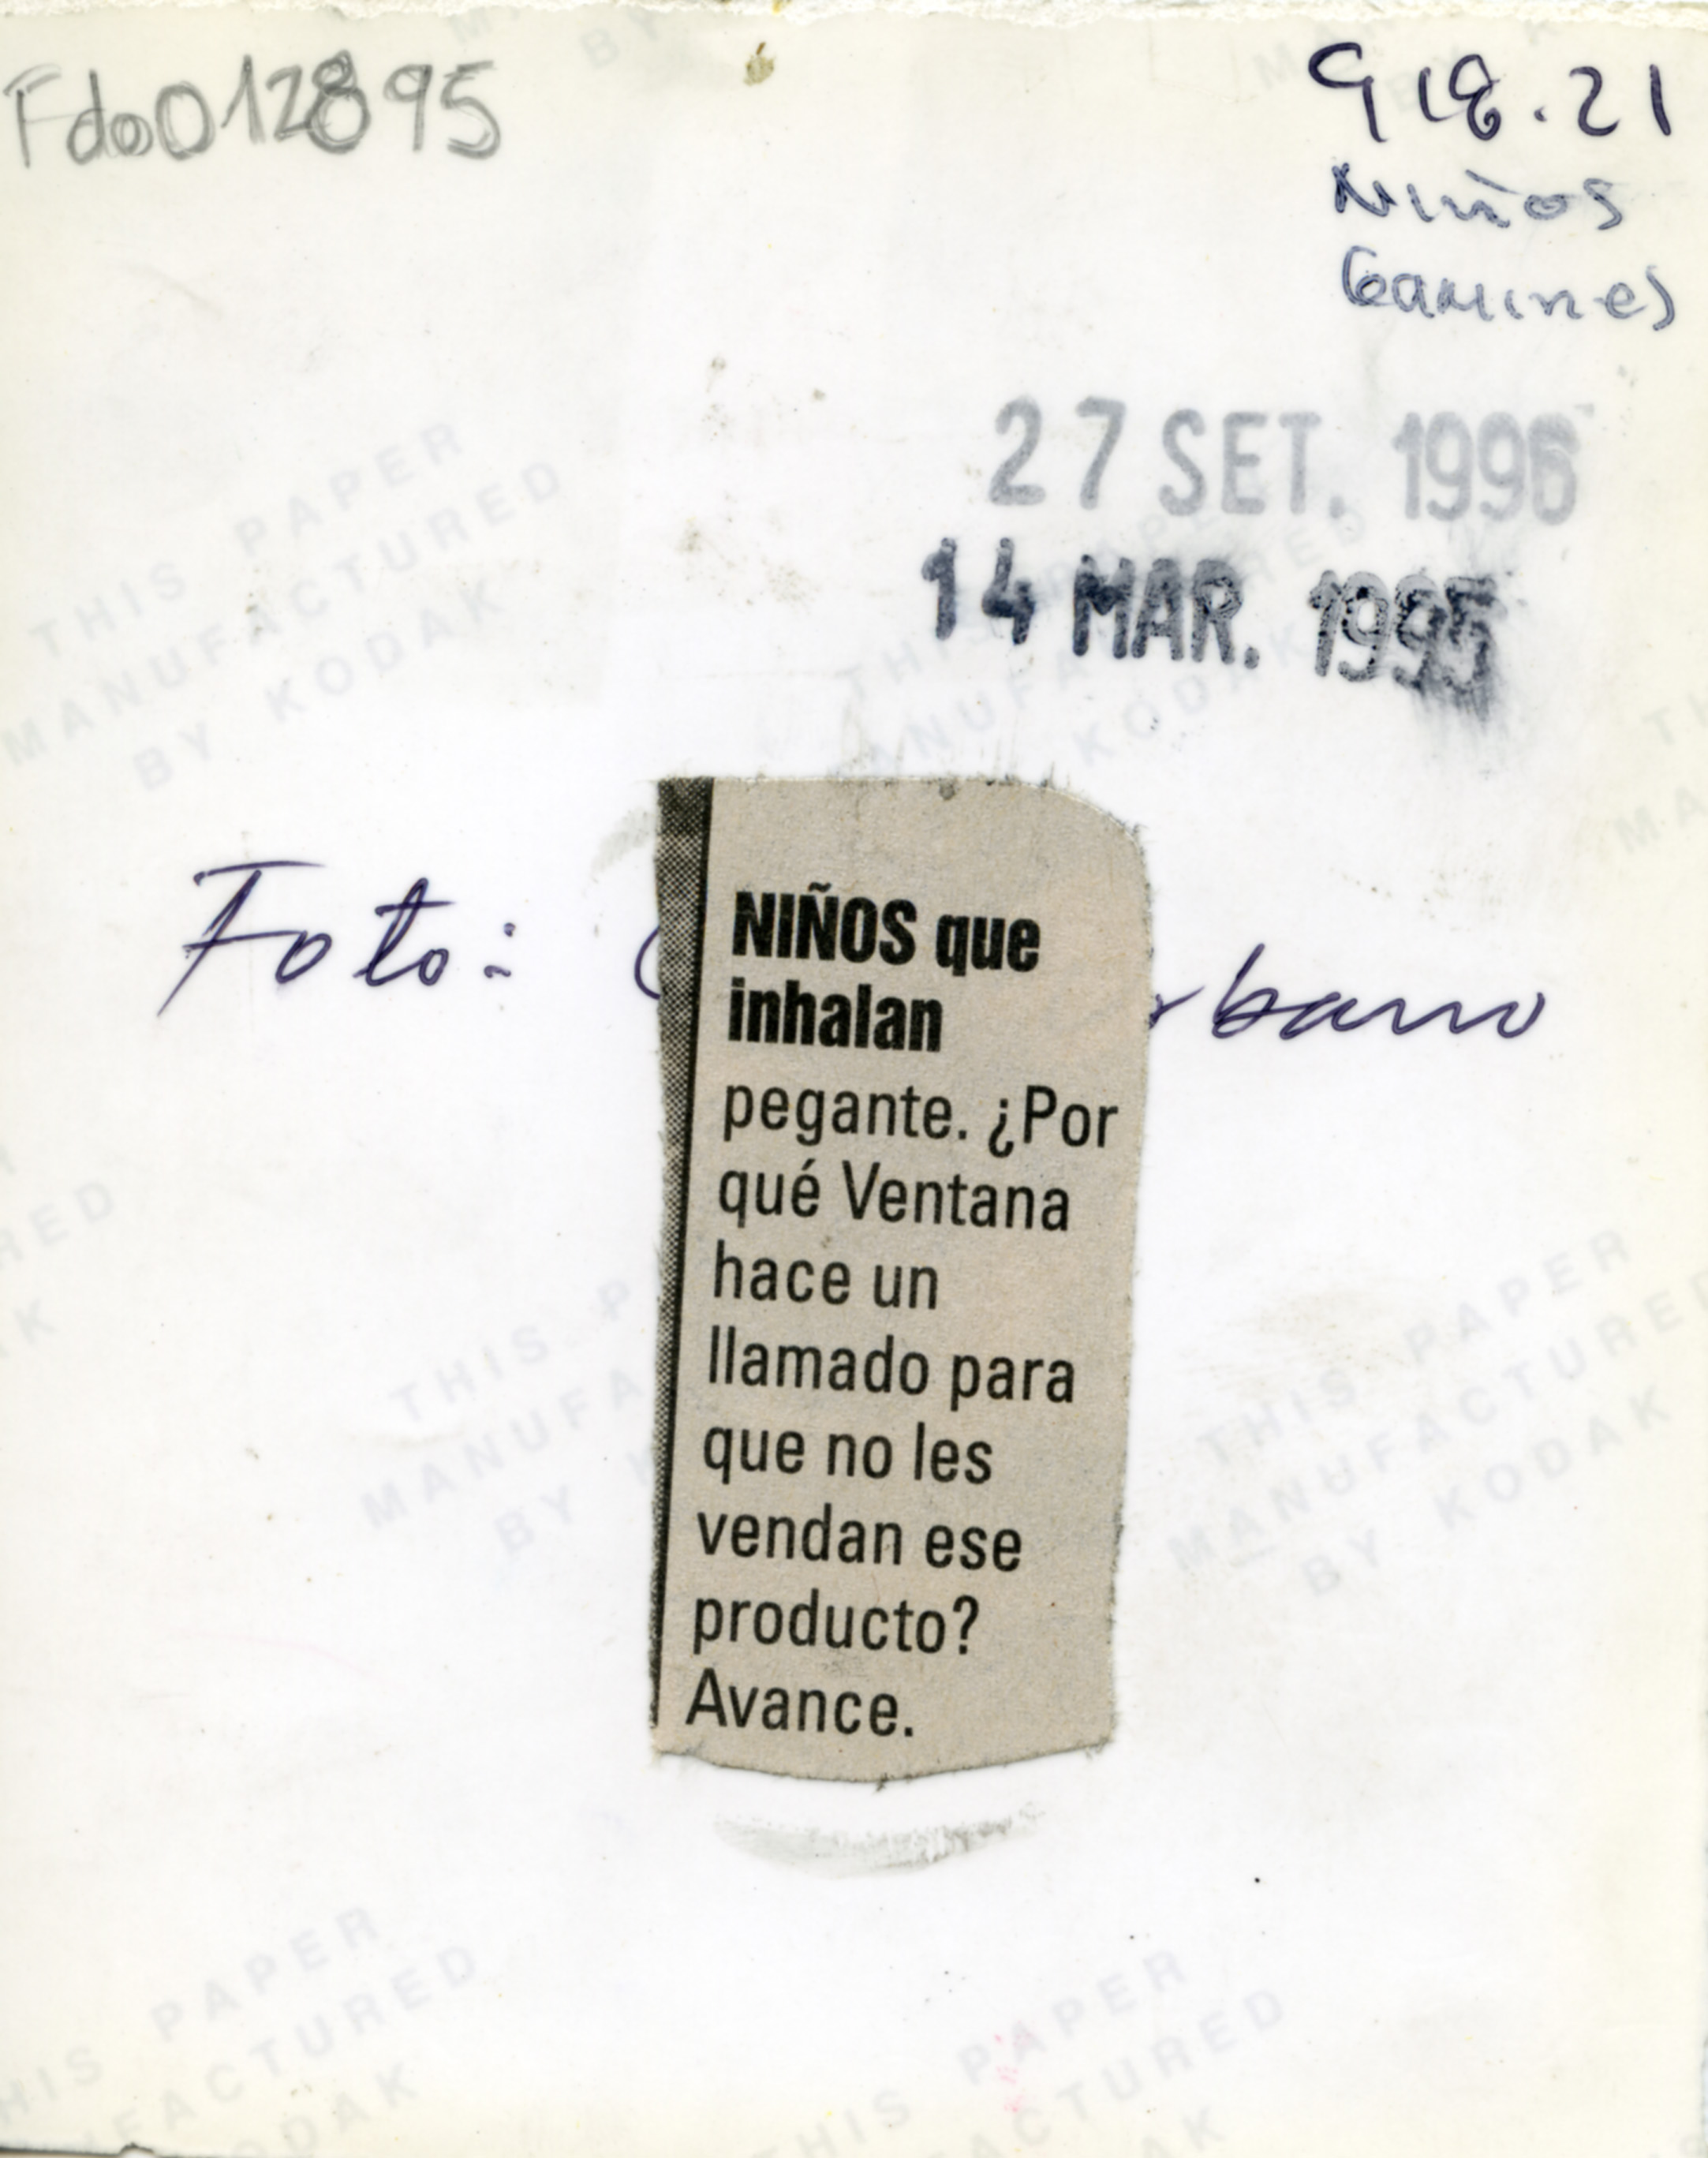 Fdo012895
918.21
Niños
Gamines
27 SET. 1996
14 MAR. 1995
Foto:
NIÑOS que
inhalan
pegante. ¿Por
qué Ventana
hace un
llamado para
que no les
vendan ese
producto?
Avance.
THIS PAPER
MANUFACTURED
BY KODAK